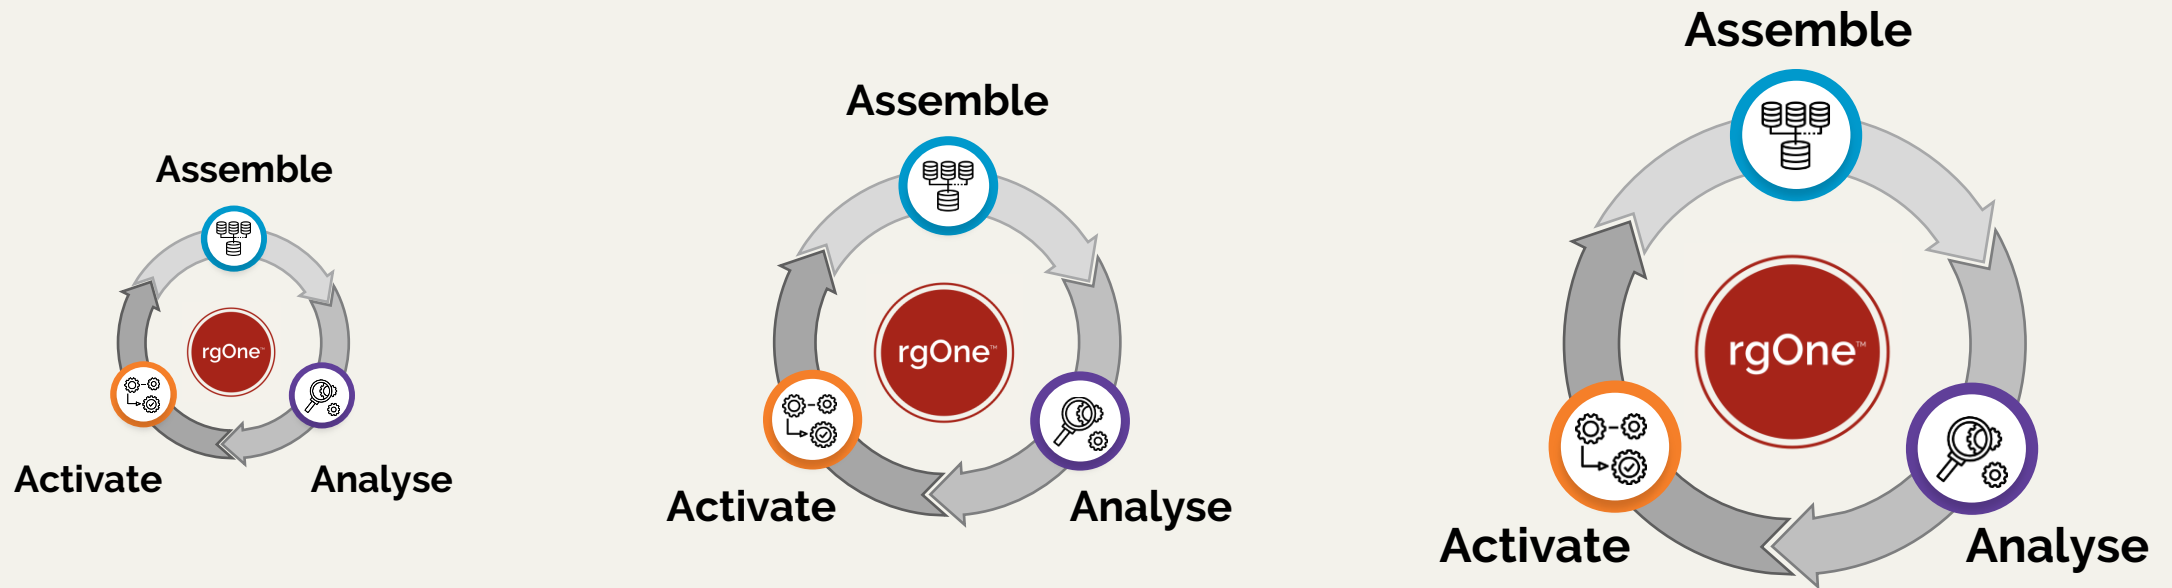 Assemble
rgOne™
Activate
Analyse
Assemble
rgOne™
Activate
Analyse
Assemble
rgOne™
Activate
Analyse